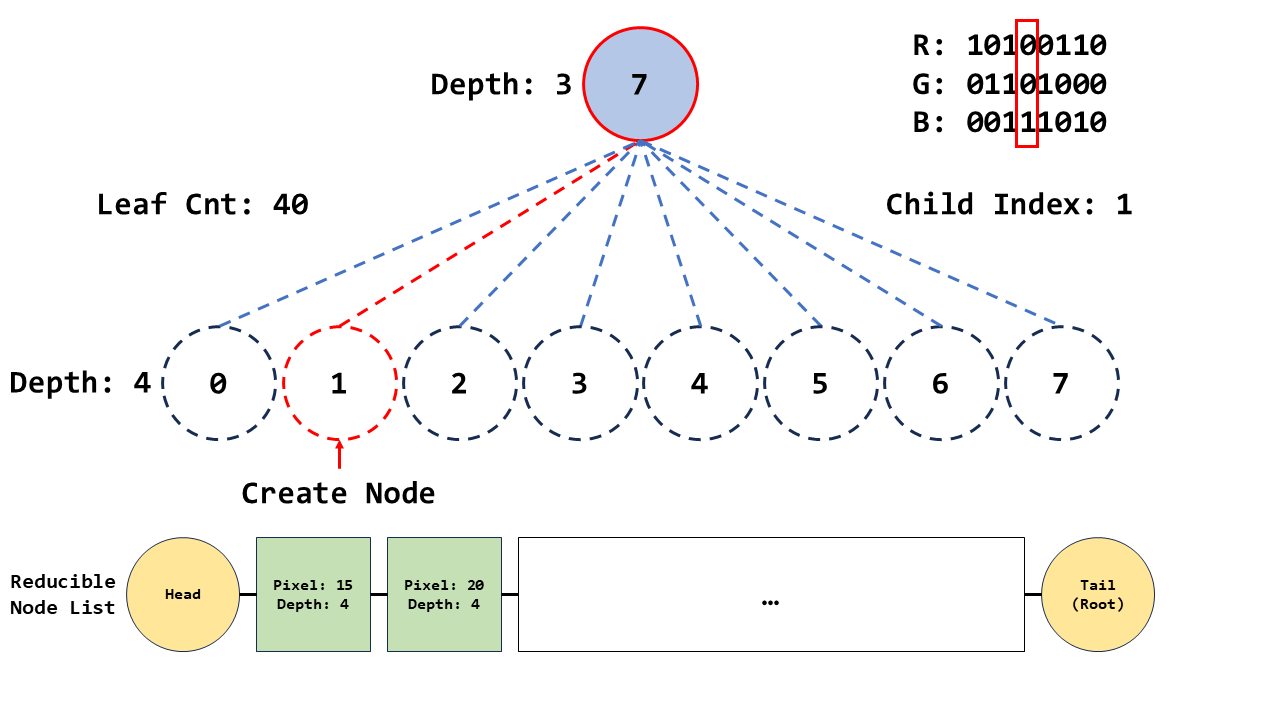 R: 10100110
Depth: 3 7 G: 01101000
B: 00111010
Leaf Cnt: 40 Child Index: 1
Depth: 4 0 1 2 3 4 5 6 7
Create Node
Reducible
Node List
Head
Pixel: 15
Depth: 4
Pixel: 20
Depth: 4
…
Tail
(Root)